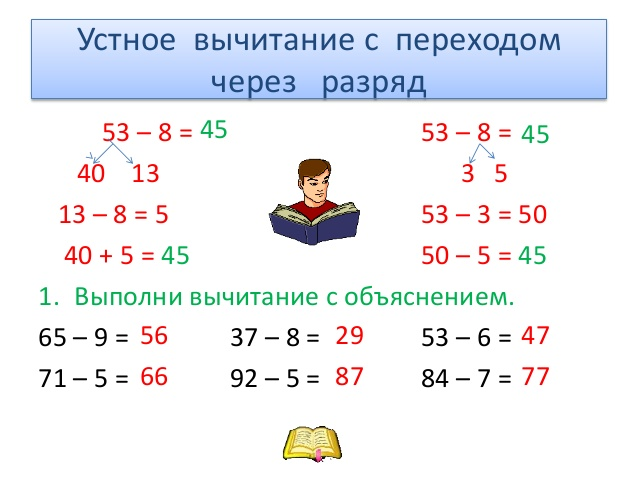 Устное вычитание с переходом
через разряд
53 – 8 = 45
40 13
13 – 8 = 5
40 + 5 = 45
53 – 8 = 45
3 5
53 – 3 = 50
50 – 5 = 45
1. Выполни вычитание с объяснением.
65 – 9 = 56 37 – 8 = 29 53 – 6 = 47
71 – 5 = 66 92 – 5 = 87 84 – 7 = 77